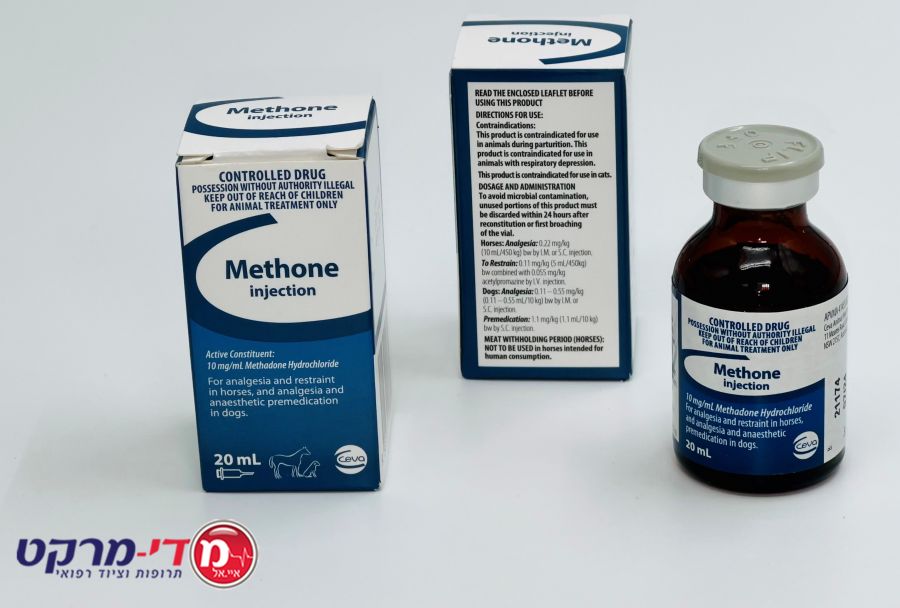 Methone
injection
CONTROLLED DRUG
POSSESSION WITHOUT AUTHORITY ILLEGAL
KEEP OUT OF REACH OF CHILDREN
FOR ANIMAL TREATMENT ONLY
Methone
injection
Active Constituent:
10 mg/mL Methadone Hydrochloride
For analgesia and restraint
in horses, and analgesia and
anaesthetic premedication
in dogs.
20 mL
Ceva
Methone
injection
READ THE ENCLOSED LEAFLET BEFORE
USING THIS PRODUCT
DIRECTIONS FOR USE:
Contraindications:
This product is contraindicated for use
in animals during parturition. This
product is contraindicated for use in
animals with respiratory depression.
This product is contraindicated for use in cats.
DOSAGE AND ADMINISTRATION
To avoid microbial contamination,
unused portions of this product must
be discarded within 24 hours after
reconstitution or first broaching
of the vial.
Horses: Analgesia: 0.22 mg/kg
(10 mL/450 kg) bw by I.M. or S.C. injection.
To Restrain: 0.11 mg/kg (5 mL/450kg)
bw combined with 0.055 mg/kg
acetylpromazine by I.V. injection.
Dogs: Analgesia: 0.11 – 0.55 mg/kg
(0.11 – 0.55 mL/10 kg) bw by I.M. or
S.C. injection.
Premedication: 1.1 mg/kg (1.1 mL/10 kg)
bw by S.C. injection.
MEAT WITHHOLDING PERIOD (HORSES):
NOT TO BE USED in horses intended for
human consumption.
CONTROLLED DRUG
POSSESSION WITHOUT AUTHORITY ILLEGAL
KEEP OUT OF REACH OF CHILDREN
FOR ANIMAL TREATMENT ONLY
Methone
injection
10 mg/mL Methadone Hydrochloride
For analgesia and restraint in horses,
and analgesia and anaesthetic
premedication in dogs.
20 mL
Ceva
21174
מדי-מרקט
איי.אל
תרופות וציוד רפואי